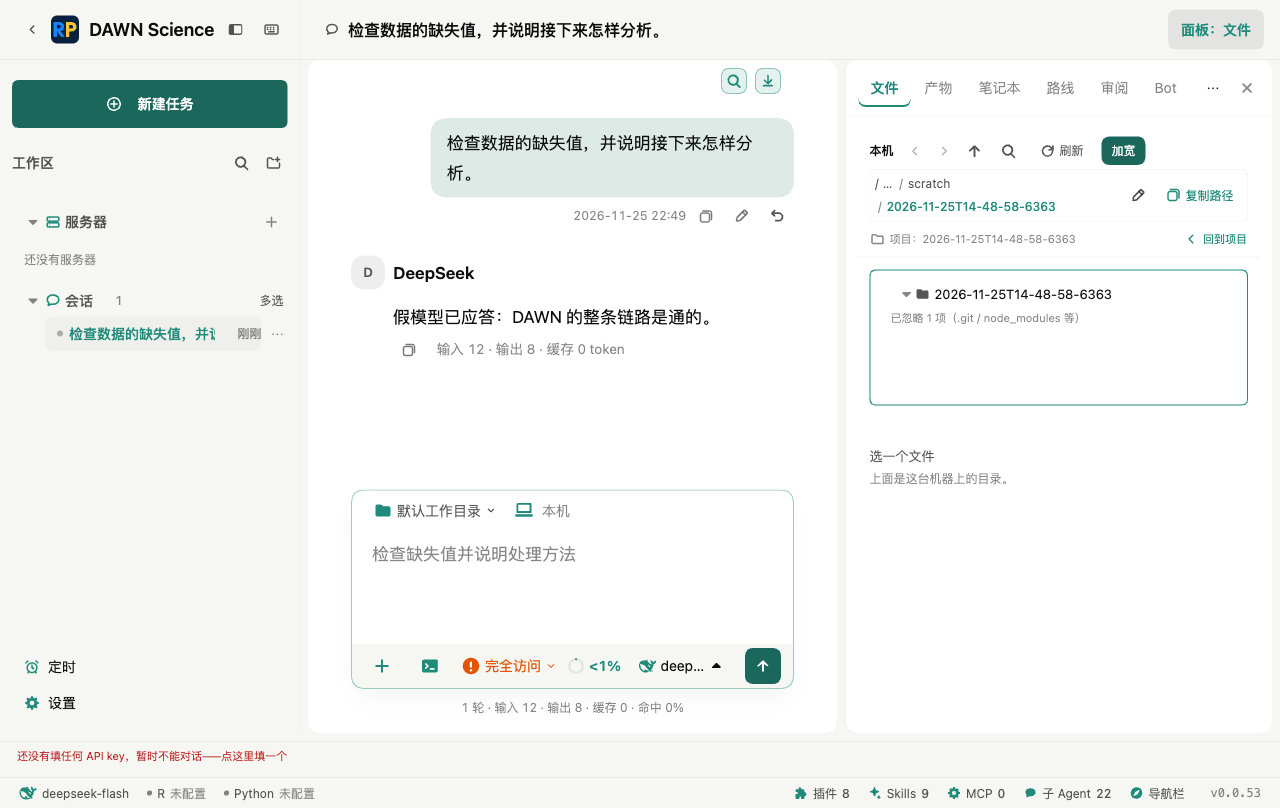 RP DAWN Science
检查数据的缺失值，并说明接下来怎样分析。
面板：文件
新建任务
工作区
服务器
还没有服务器
会话 1 多选
检查数据的缺失值，并 刚刚 ···
定时
设置
检查数据的缺失值，并说明接下来怎样分
析。
2026-11-25 22:49
D DeepSeek
假模型已应答：DAWN 的整条链路是通的。
输入 12 · 输出 8 · 缓存 0 token
默认工作目录 本机
检查缺失值并说明处理方法
完全访问 <1% deep...
1 轮 · 输入 12 · 输出 8 · 缓存 0 · 命中 0%
文件 产物 笔记本 路线 审阅 Bot ···
本机 刷新 加宽
/ ... / scratch
/ 2026-11-25T14-48-58-6363
复制路径
项目：2026-11-25T14-48-58-6363 回到项目
2026-11-25T14-48-58-6363
已忽略 1 项（.git / node_modules 等）
选一个文件
上面是这台机器上的目录。
还没有填任何 API key，暂时不能对话——点这里填一个
deepseek-flash R 未配置 Python 未配置 插件 8 Skills 9 MCP 0 子 Agent 22 导航栏 v0.0.53